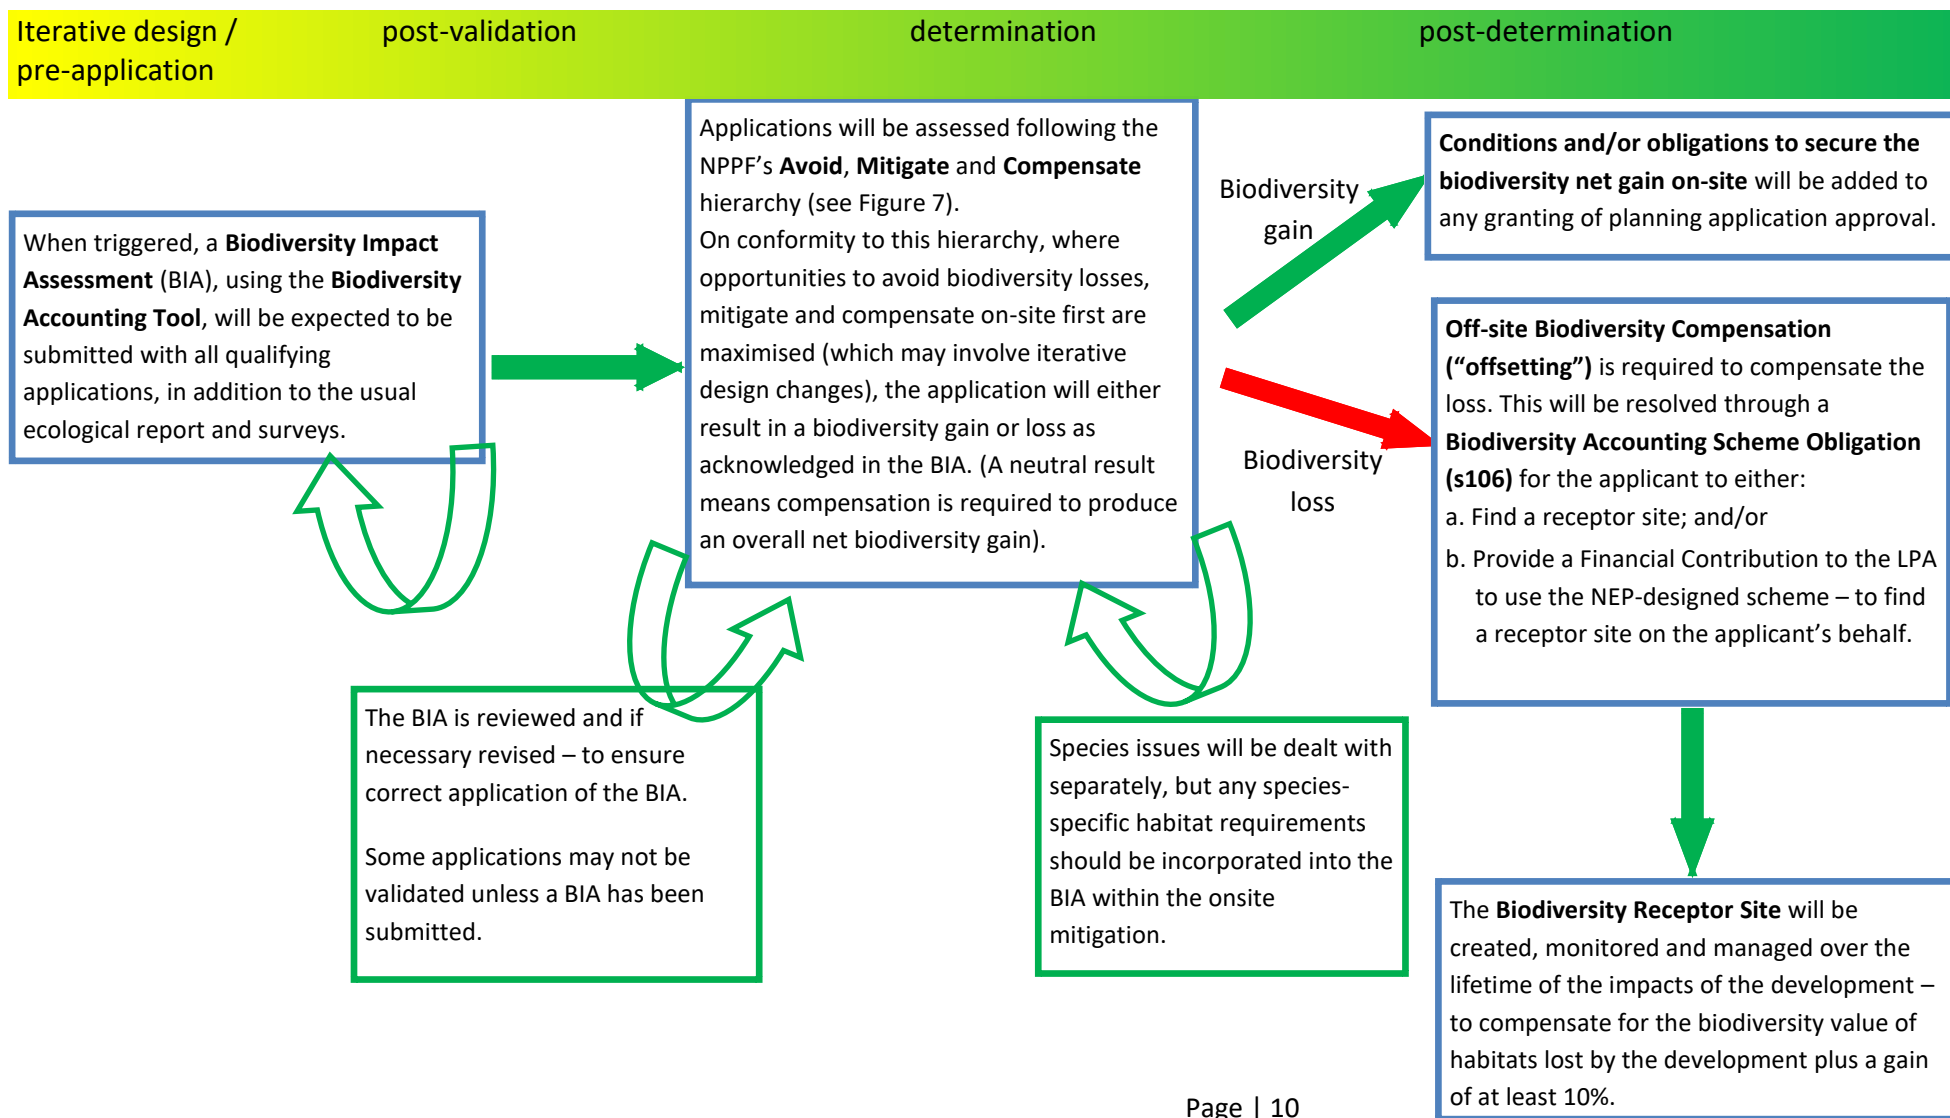 Iterative design /
pre-application
post-validation
determination
post-determination
When triggered, a Biodiversity Impact
Assessment (BIA), using the Biodiversity
Accounting Tool, will be expected to be
submitted with all qualifying
applications, in addition to the usual
ecological report and surveys.
Applications will be assessed following the
NPPF’s Avoid, Mitigate and Compensate
hierarchy (see Figure 7).
On conformity to this hierarchy, where
opportunities to avoid biodiversity losses,
mitigate and compensate on-site first are
maximised (which may involve iterative
design changes), the application will either
result in a biodiversity gain or loss as
acknowledged in the BIA. (A neutral result
means compensation is required to produce
an overall net biodiversity gain).
Biodiversity
gain
Biodiversity
loss
Conditions and/or obligations to secure the
biodiversity net gain on-site will be added to
any granting of planning application approval.
Off-site Biodiversity Compensation
(“offsetting”) is required to compensate the
loss. This will be resolved through a
Biodiversity Accounting Scheme Obligation
(s106) for the applicant to either:
a. Find a receptor site; and/or
b. Provide a Financial Contribution to the LPA
to use the NEP-designed scheme – to find
a receptor site on the applicant’s behalf.
The BIA is reviewed and if
necessary revised – to ensure
correct application of the BIA.
Some applications may not be
validated unless a BIA has been
submitted.
Species issues will be dealt with
separately, but any species-
specific habitat requirements
should be incorporated into the
BIA within the onsite
mitigation.
The Biodiversity Receptor Site will be
created, monitored and managed over the
lifetime of the impacts of the development –
to compensate for the biodiversity value of
habitats lost by the development plus a gain
of at least 10%.
Page | 10